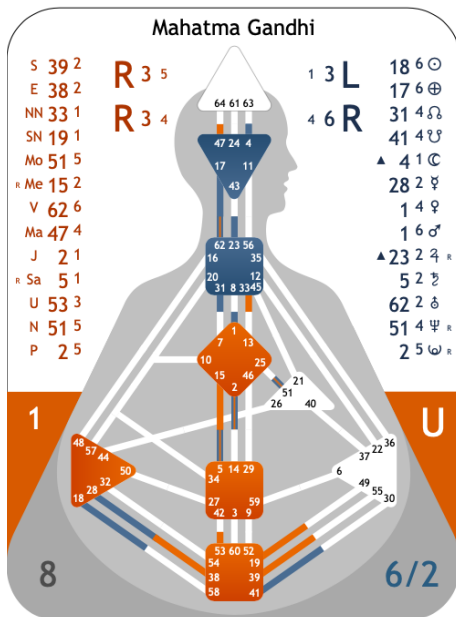 Mahatma Gandhi
S 39 2
E 38 2
NN 33 1
SN 19 1
Mo 51 5
R Me 15 2
V 62 6
Ma 47 4
J 2 1
R Sa 5 1
U 53 3
N 51 5
P 2 5
R 3 5
R 3 4
1 3 L
4 6 R
18 6 ☉
17 6 ⊕
31 4 ☊
41 4 ☋
▲ 4 1 ☾
28 2 ☿
1 4 ♀
1 6 ♂
▲ 23 2 ♃ R
5 2 ♄
62 2 ⛢
51 4 ♆ R
2 5 R
64 61 63
47 24 4
17 11
43
62 23 56
16 35
20 12
31 8 33 45
1
7 13
10 25
15 46
2
21
51
26 40
48
57
44
50
32
28
18
5 14 29
34
27 59
42 3 9
36
22
37
6
49
55
30
53 60 52
54 19
38 39
58 41
1
U
8
6/2